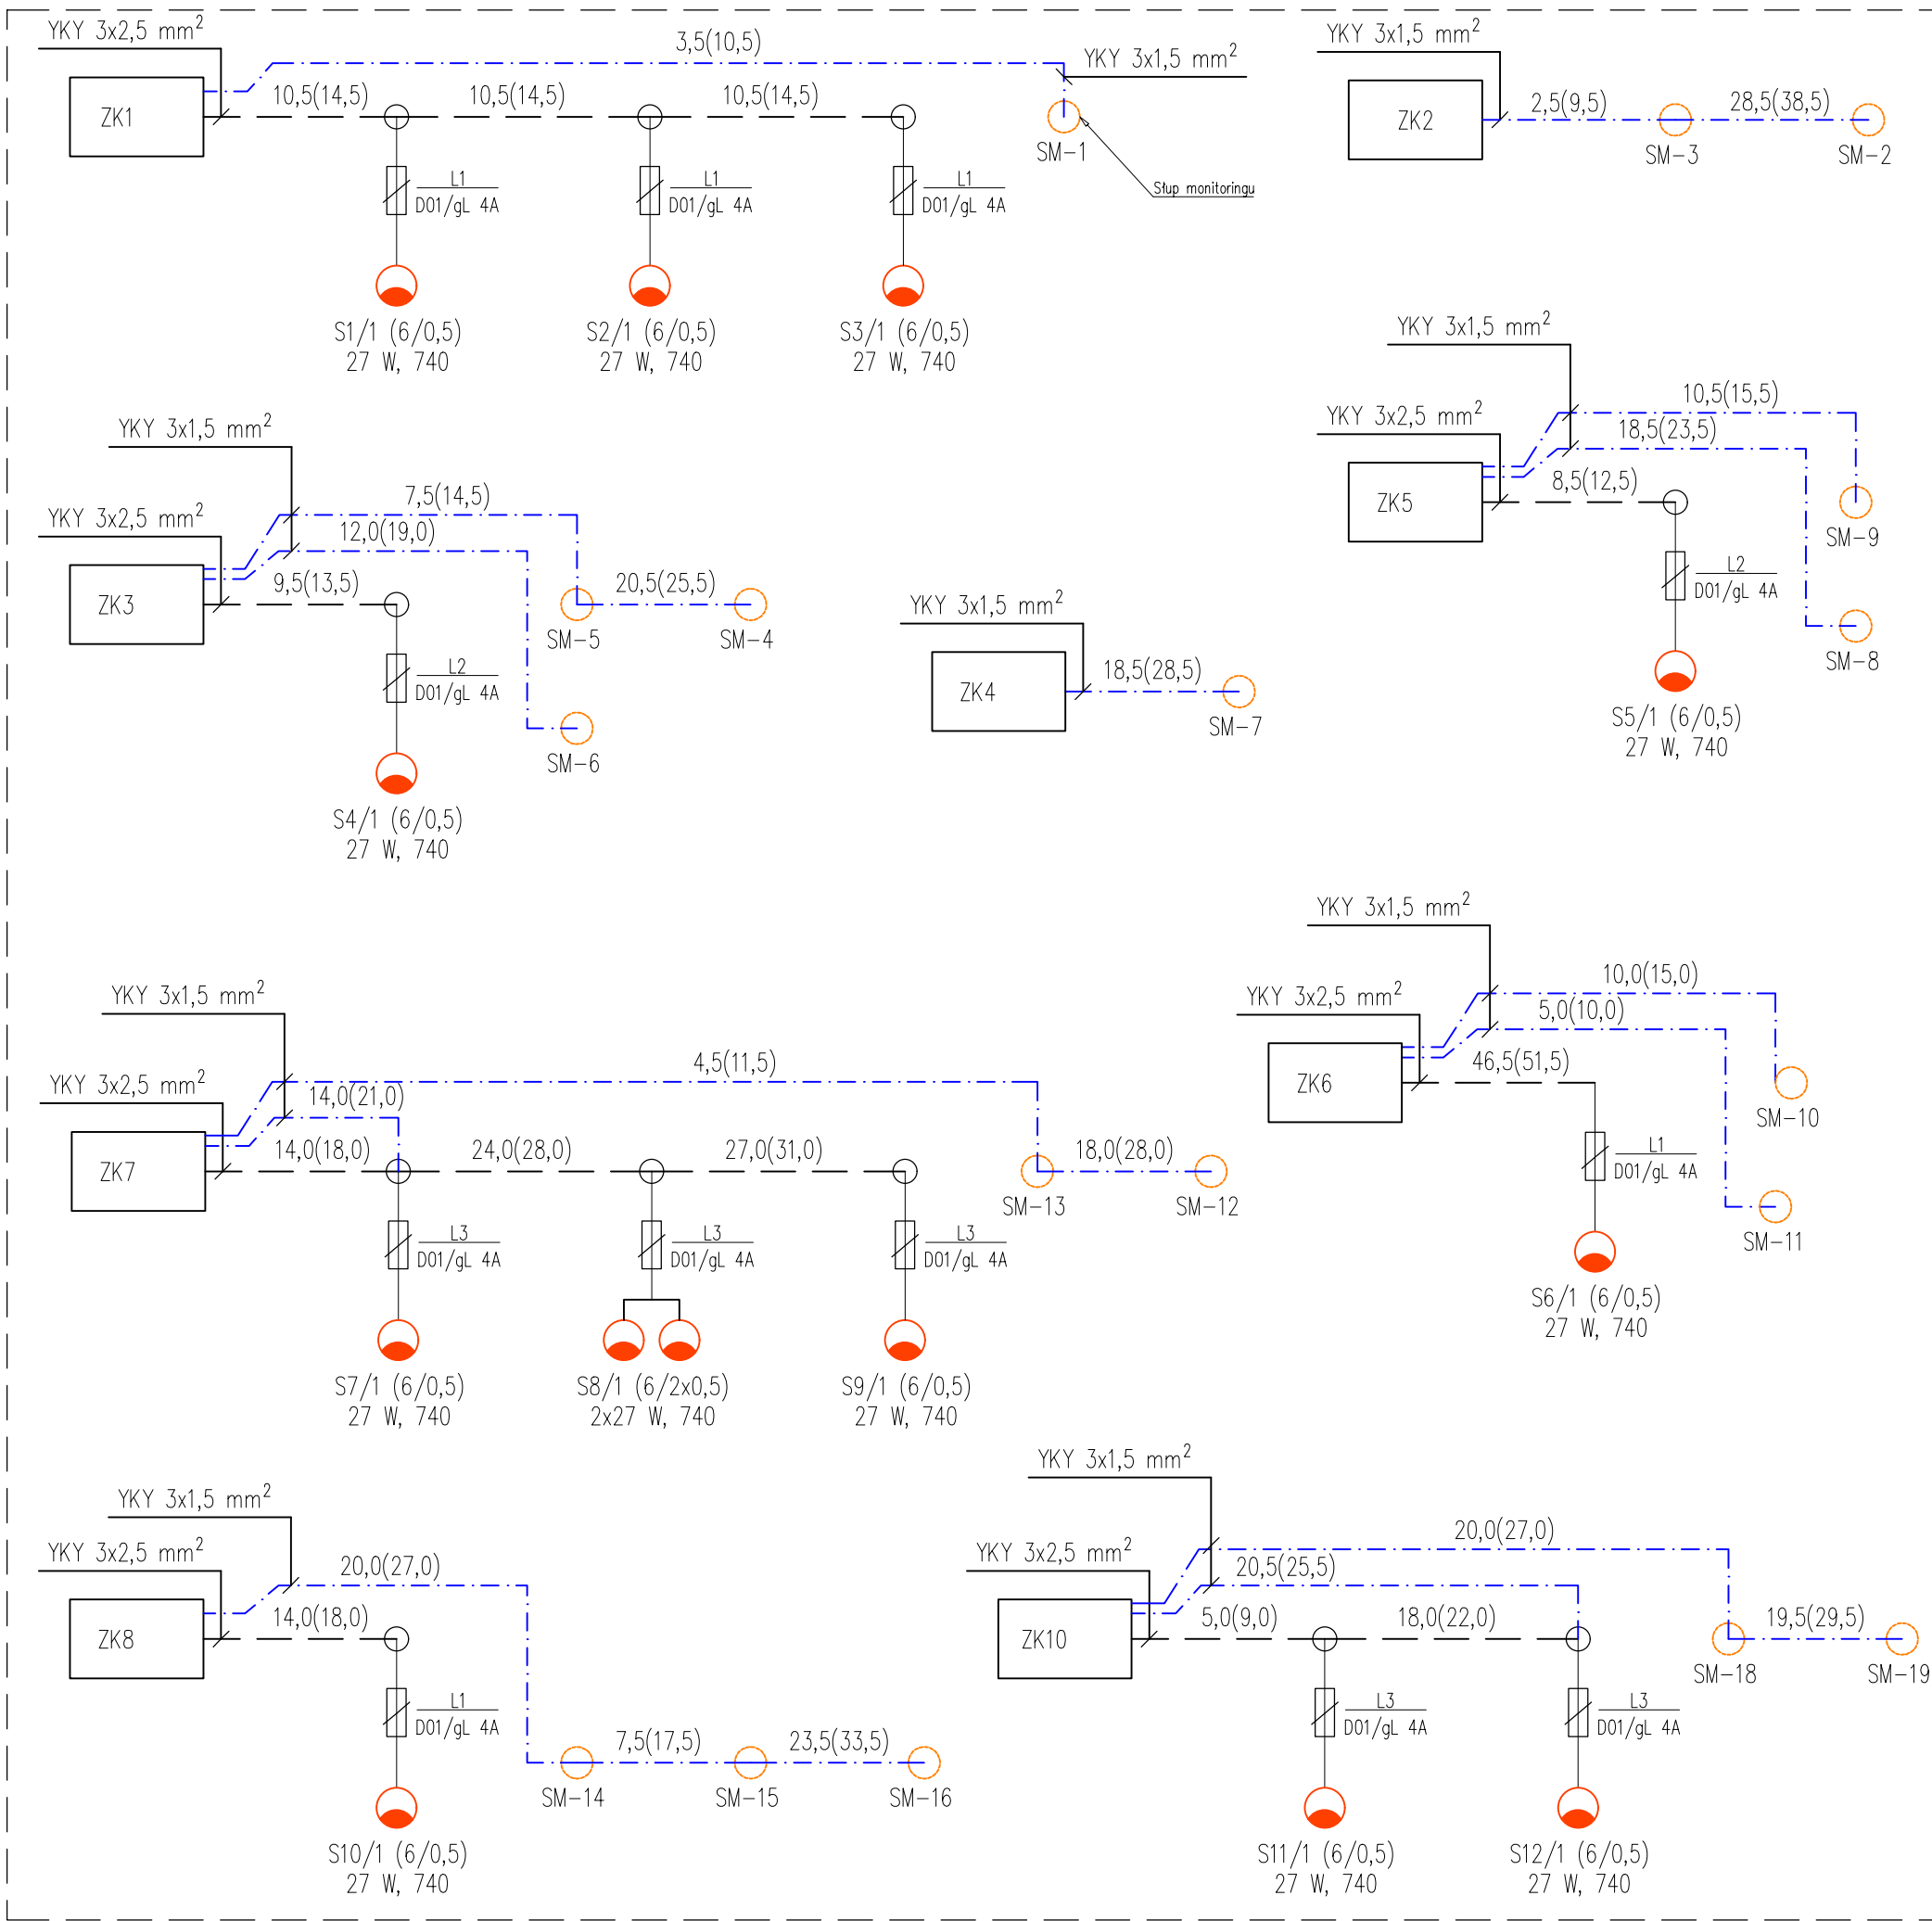 YKY 3x2,5 mm²
3,5(10,5)
YKY 3x1,5 mm²
ZK1
10,5(14,5)
10,5(14,5)
10,5(14,5)
SM-1
Słup monitoringu
L1
D01/gL 4A
L1
D01/gL 4A
L1
D01/gL 4A
S1/1 (6/0,5)
27 W, 740
S2/1 (6/0,5)
27 W, 740
S3/1 (6/0,5)
27 W, 740
YKY 3x1,5 mm²
ZK2
2,5(9,5)
28,5(38,5)
SM-3
SM-2
YKY 3x1,5 mm²
YKY 3x2,5 mm²
7,5(14,5)
12,0(19,0)
ZK3
9,5(13,5)
20,5(25,5)
SM-5
SM-4
L2
D01/gL 4A
SM-6
S4/1 (6/0,5)
27 W, 740
YKY 3x1,5 mm²
ZK4
18,5(28,5)
SM-7
YKY 3x1,5 mm²
10,5(15,5)
YKY 3x2,5 mm²
18,5(23,5)
ZK5
8,5(12,5)
SM-9
L2
D01/gL 4A
SM-8
S5/1 (6/0,5)
27 W, 740
YKY 3x1,5 mm²
10,0(15,0)
YKY 3x2,5 mm²
5,0(10,0)
ZK6
46,5(51,5)
SM-10
L1
D01/gL 4A
SM-11
S6/1 (6/0,5)
27 W, 740
YKY 3x1,5 mm²
4,5(11,5)
YKY 3x2,5 mm²
14,0(21,0)
ZK7
14,0(18,0)
24,0(28,0)
27,0(31,0)
18,0(28,0)
SM-13
SM-12
L3
D01/gL 4A
L3
D01/gL 4A
L3
D01/gL 4A
S7/1 (6/0,5)
27 W, 740
S8/1 (6/2x0,5)
2x27 W, 740
S9/1 (6/0,5)
27 W, 740
YKY 3x1,5 mm²
YKY 3x2,5 mm²
20,0(27,0)
ZK8
14,0(18,0)
L1
D01/gL 4A
7,5(17,5)
23,5(33,5)
SM-14
SM-15
SM-16
S10/1 (6/0,5)
27 W, 740
YKY 3x1,5 mm²
20,0(27,0)
YKY 3x2,5 mm²
20,5(25,5)
ZK10
5,0(9,0)
18,0(22,0)
19,5(29,5)
SM-18
SM-19
L3
D01/gL 4A
L3
D01/gL 4A
S11/1 (6/0,5)
27 W, 740
S12/1 (6/0,5)
27 W, 740